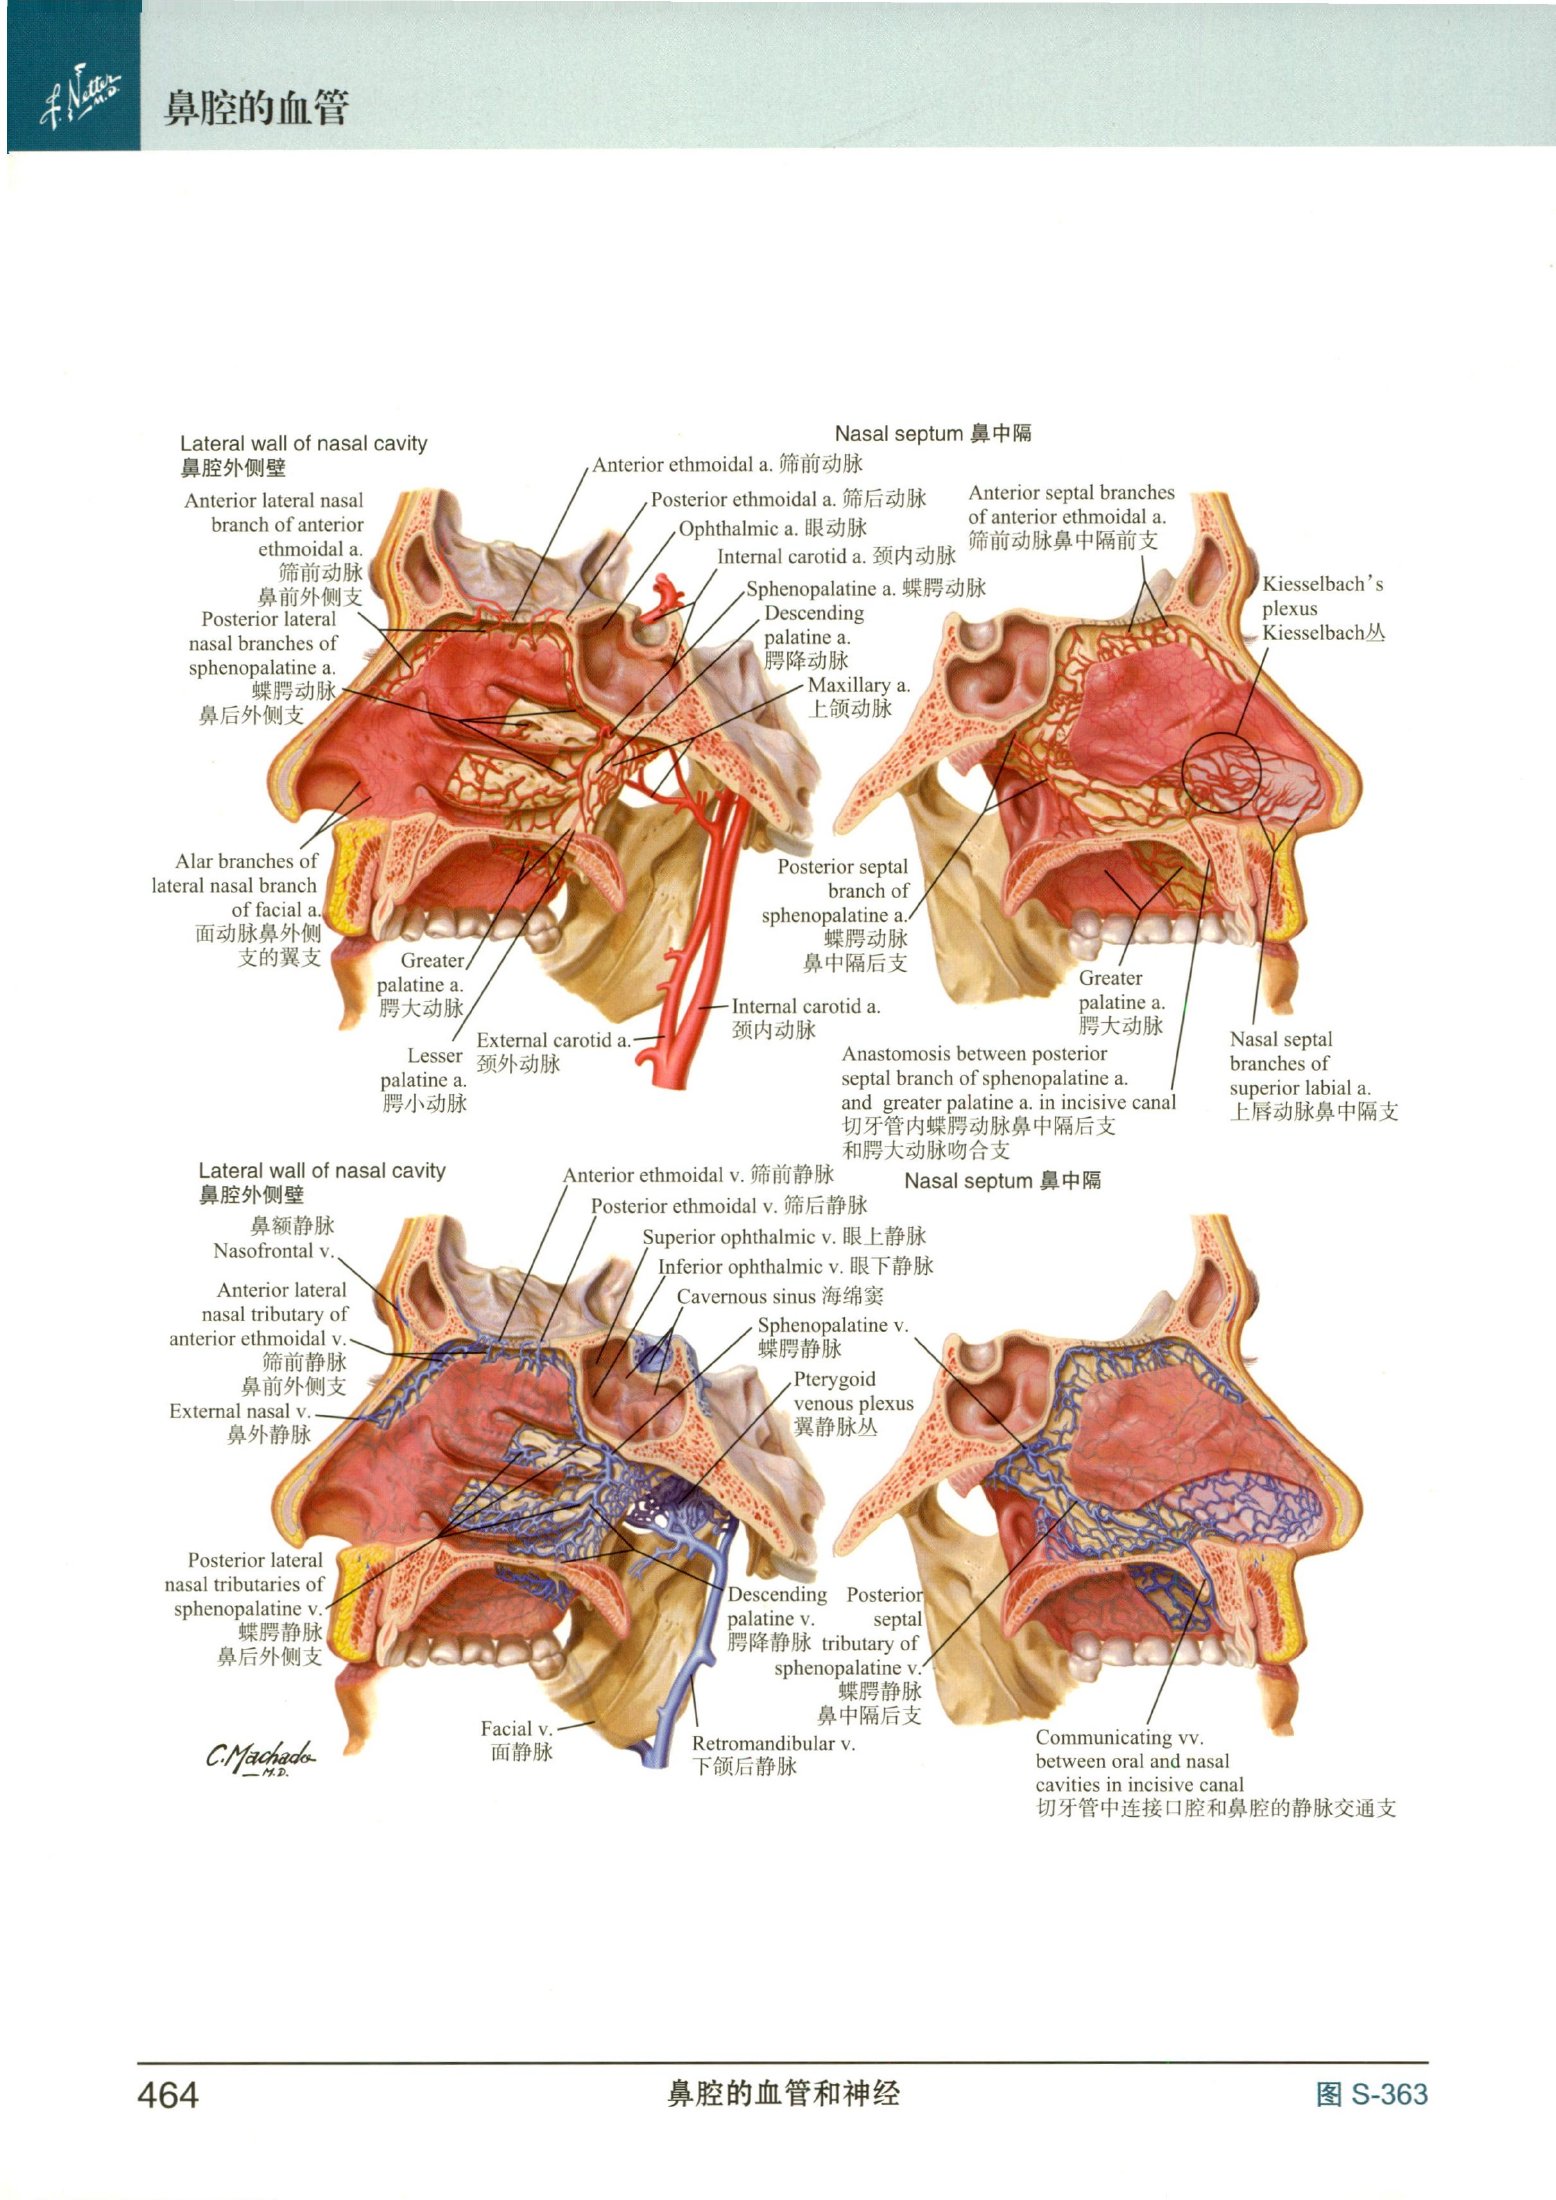 F. Netter
M.D.
鼻腔的血管
Lateral wall of nasal cavity
鼻腔外侧壁
Nasal septum 鼻中隔
Anterior ethmoidal a. 筛前动脉
Posterior ethmoidal a. 筛后动脉
Ophthalmic a. 眼动脉
Internal carotid a. 颈内动脉
Sphenopalatine a. 蝶腭动脉
Descending
palatine a.
腭降动脉
Maxillary a.
上颌动脉
Anterior lateral nasal
branch of anterior
ethmoidal a.
筛前动脉
鼻前外侧支
Posterior lateral
nasal branches of
sphenopalatine a.
蝶腭动脉
鼻后外侧支
Anterior septal branches
of anterior ethmoidal a.
筛前动脉鼻中隔前支
Kiesselbach's
plexus
Kiesselbach丛
Alar branches of
lateral nasal branch
of facial a.
面动脉鼻外侧
支的翼支
Greater
palatine a.
腭大动脉
Lesser
palatine a.
腭小动脉
External carotid a.
颈外动脉
Internal carotid a.
颈内动脉
Posterior septal
branch of
sphenopalatine a.
蝶腭动脉
鼻中隔后支
Greater
palatine a.
腭大动脉
Anastomosis between posterior
septal branch of sphenopalatine a.
and greater palatine a. in incisive canal
切牙管内蝶腭动脉鼻中隔后支
和腭大动脉吻合支
Nasal septal
branches of
superior labial a.
上唇动脉鼻中隔支
Lateral wall of nasal cavity
鼻腔外侧壁
Nasal septum 鼻中隔
鼻额静脉
Nasofrontal v.
Anterior ethmoidal v. 筛前静脉
Posterior ethmoidal v. 筛后静脉
Superior ophthalmic v. 眼上静脉
Inferior ophthalmic v. 眼下静脉
Cavernous sinus 海绵窦
Sphenopalatine v.
蝶腭静脉
Pterygoid
venous plexus
翼静脉丛
Anterior lateral
nasal tributary of
anterior ethmoidal v.
筛前静脉
鼻前外侧支
External nasal v.
鼻外静脉
Posterior lateral
nasal tributaries of
sphenopalatine v.
蝶腭静脉
鼻后外侧支
Descending
palatine v.
腭降静脉
Posterior
septal
tributary of
sphenopalatine v.
蝶腭静脉
鼻中隔后支
Facial v.
面静脉
Retromandibular v.
下颌后静脉
Communicating vv.
between oral and nasal
cavities in incisive canal
切牙管中连接口腔和鼻腔的静脉交通支
C.Machado
M.D.
464
鼻腔的血管和神经
图 S-363